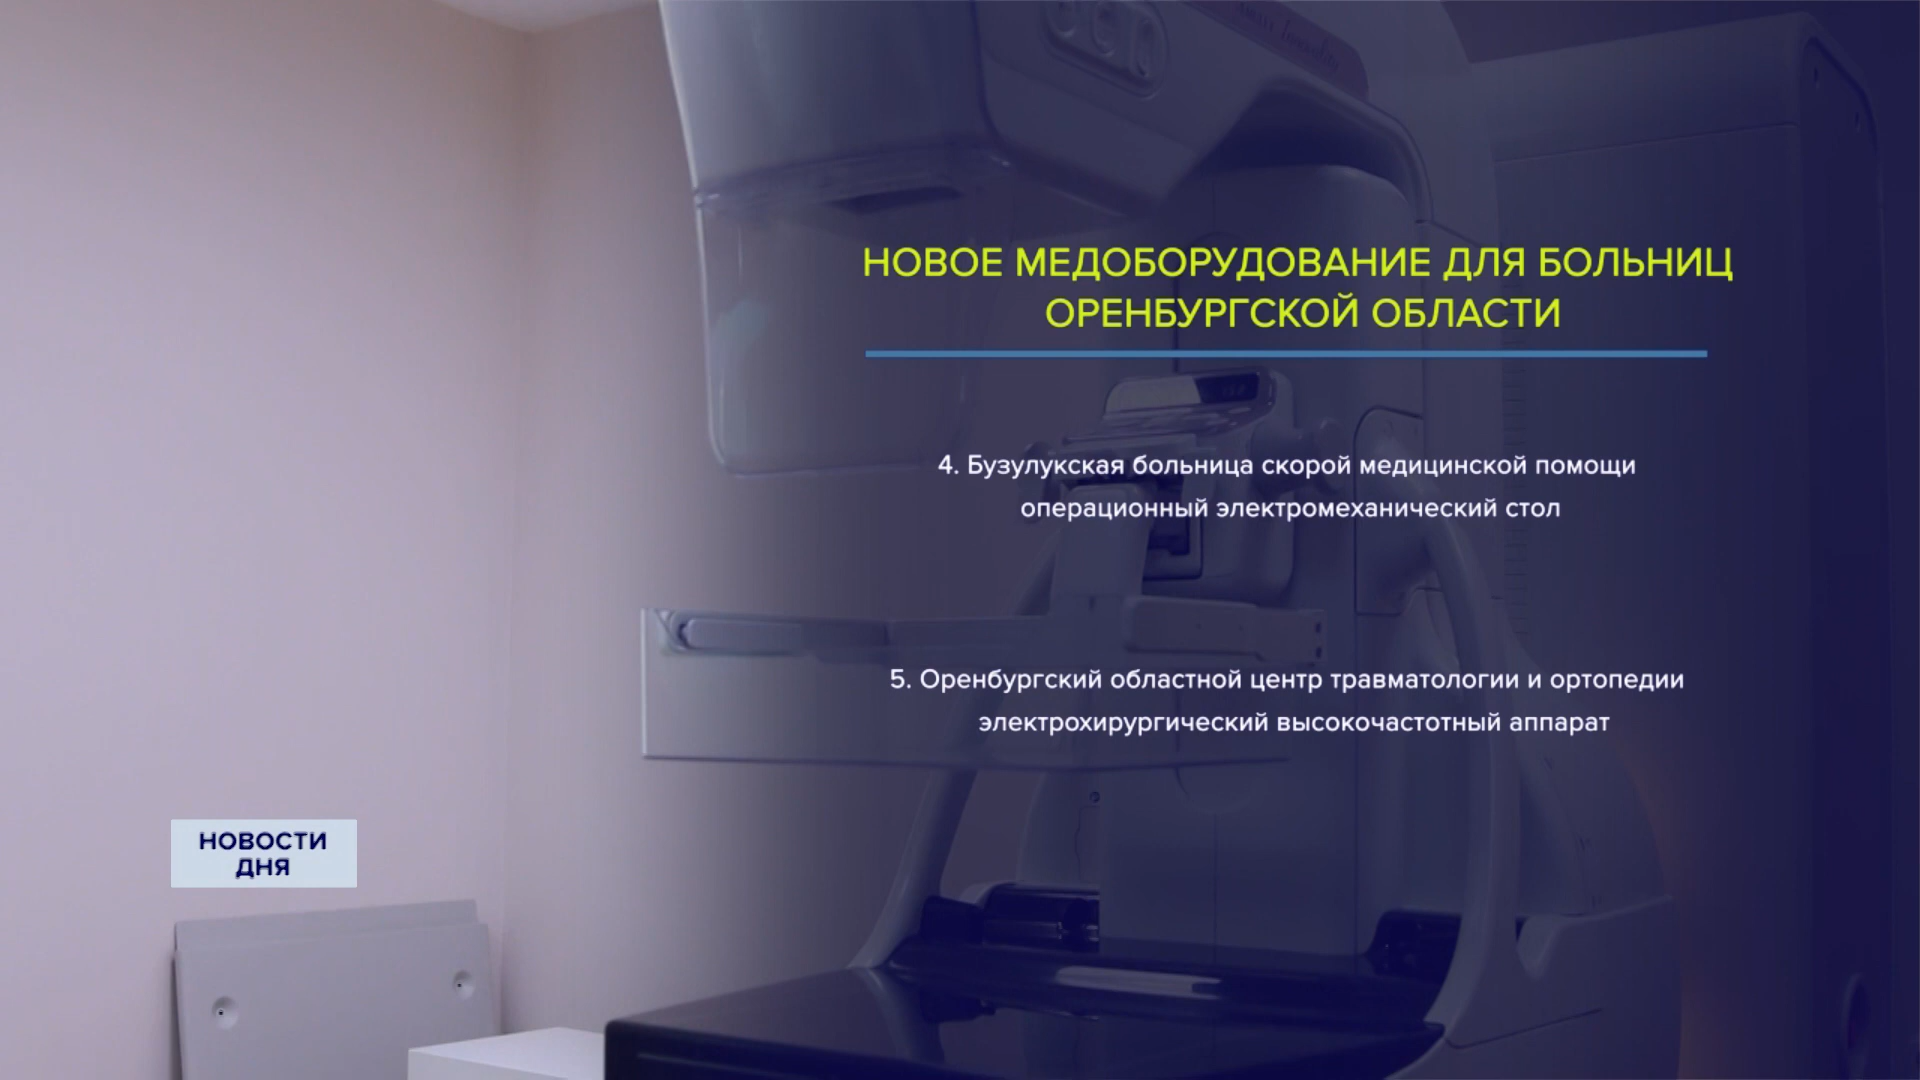 НОВОЕ МЕДОБОРУДОВАНИЕ ДЛЯ БОЛЬНИЦ
ОРЕНБУРГСКОЙ ОБЛАСТИ
4. Бузулукская больница скорой медицинской помощи
операционный электромеханический стол
5. Оренбургский областной центр травматологии и ортопедии
электрохирургический высокочастотный аппарат
НОВОСТИ
ДНЯ